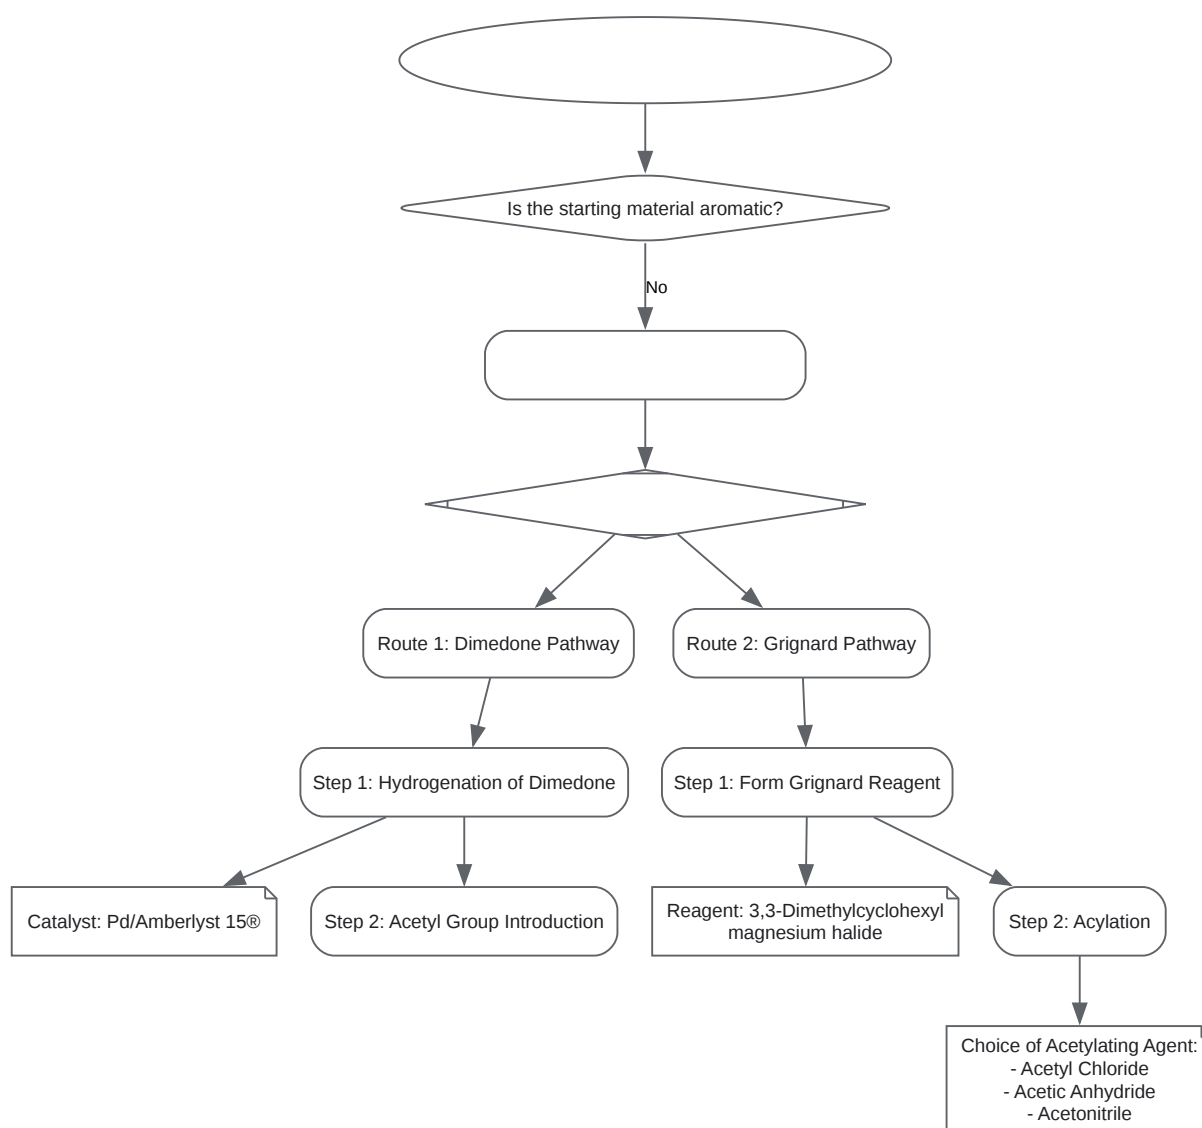 Is the starting material aromatic?
No
Route 1: Dimedone Pathway
Route 2: Grignard Pathway
Step 1: Hydrogenation of Dimedone
Step 1: Form Grignard Reagent
Catalyst: Pd/Amberlyst 15®
Step 2: Acetyl Group Introduction
Reagent: 3,3-Dimethylcyclohexyl
magnesium halide
Step 2: Acylation
Choice of Acetylating Agent:
- Acetyl Chloride
- Acetic Anhydride
- Acetonitrile